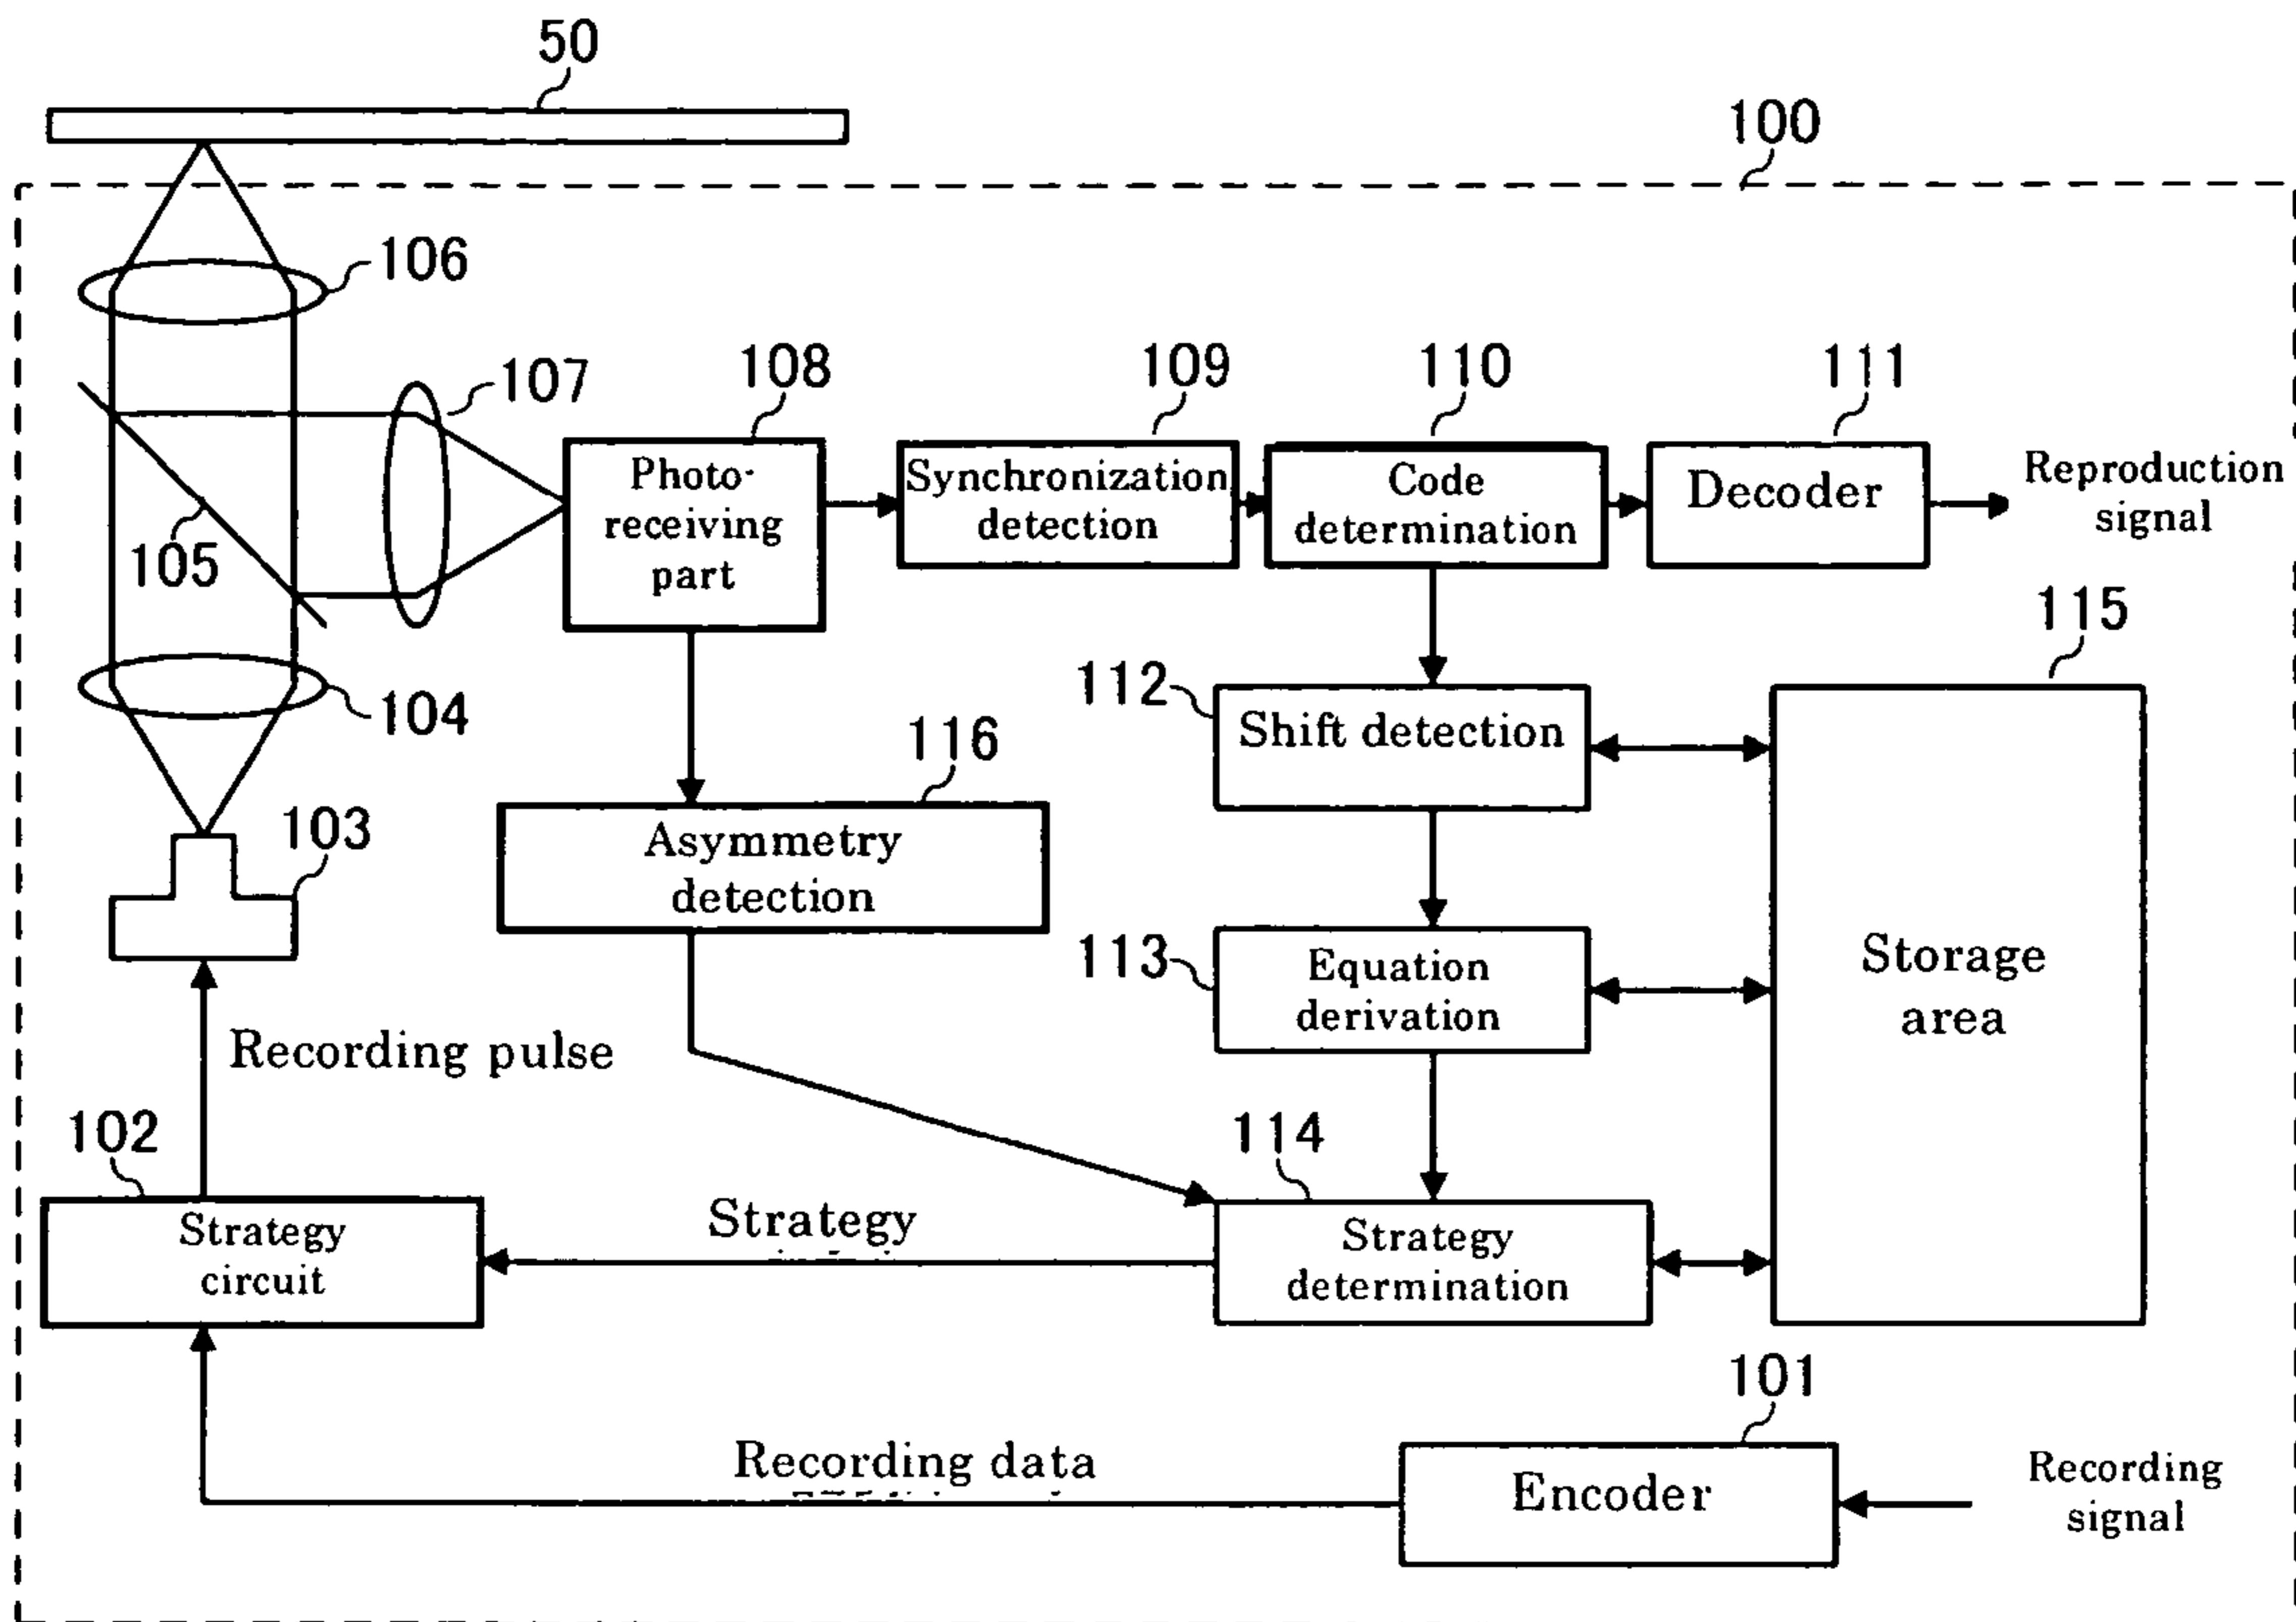 50
100
106
107
108
109
110
111
Photo-
receiving
part
Synchronization
detection
Code
determination
Decoder
Reproduction
signal
105
104
112
Shift detection
115
Storage
area
116
Asymmetry
detection
103
113
Equation
derivation
Recording pulse
102
Strategy
circuit
Strategy
114
Strategy
determination
101
Encoder
Recording data
Recording
signal